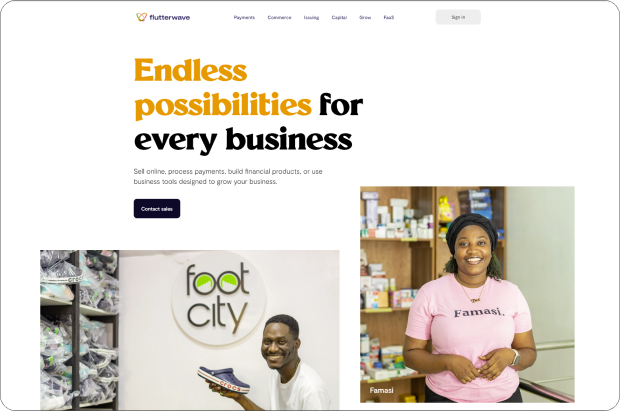 flutterwave
Payments Commerce Issuing Capital Grow FaaS
Sign in
Endless
possibilities for
every business
Sell online, process payments, build financial products, or use
business tools designed to grow your business.
Contact sales
foot
city
crocs
Famasi.
Famasi